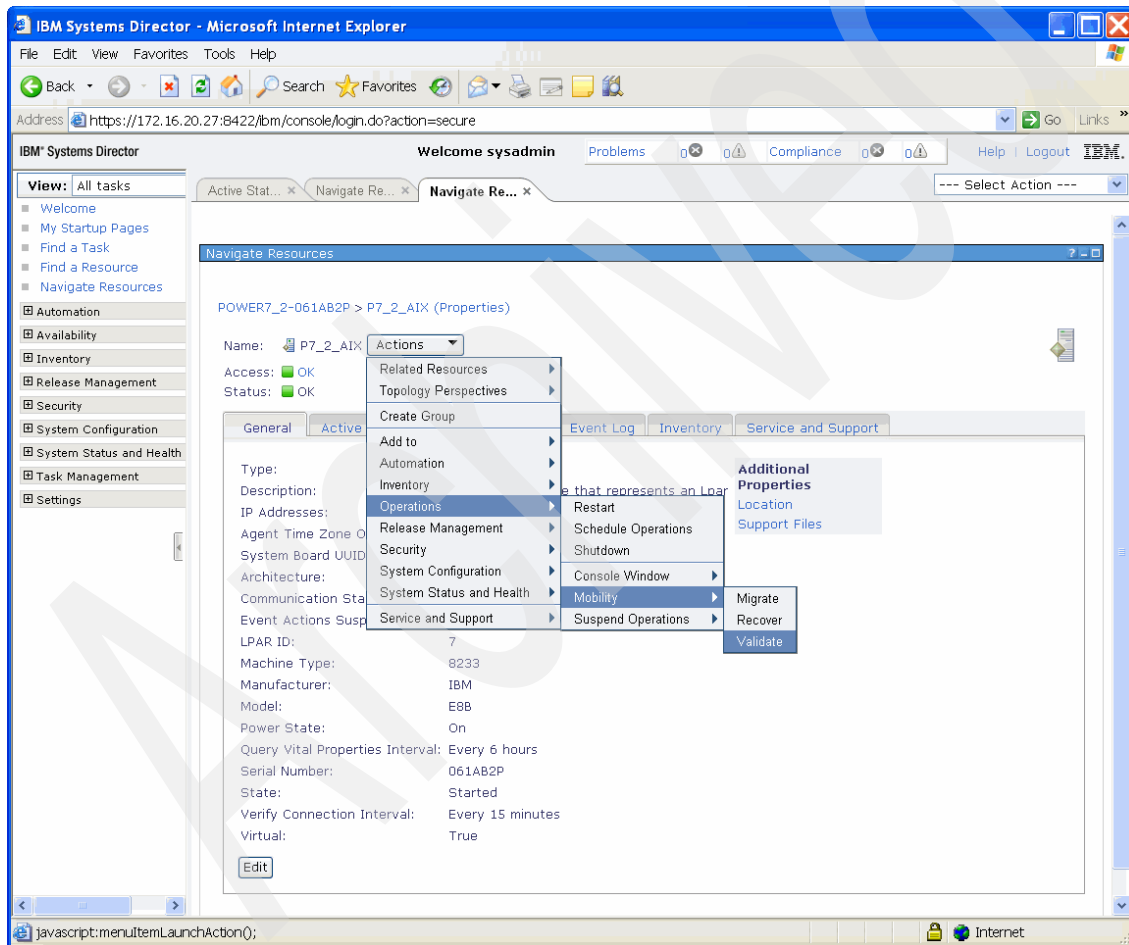 IBM Systems Director - Microsoft Internet Explorer
File Edit View Favorites Tools Help
Back Search Favorites
Address https://172.16.20.27:8422/ibm/console/login.do?action=secure Go Links »
IBM® Systems Director Welcome sysadmin Problems 0 0 Compliance 0 0 Help | Logout IBM.
View: All tasks
Active Stat... × Navigate Re... × Navigate Re... × --- Select Action ---
Welcome
My Startup Pages
Find a Task
Find a Resource
Navigate Resources
Automation
Availability
Inventory
Release Management
Security
System Configuration
System Status and Health
Task Management
Settings
Navigate Resources ? - □
POWER7_2-061AB2P > P7_2_AIX (Properties)
Name: P7_2_AIX Actions
Access: OK
Status: OK
General Active Event Log Inventory Service and Support
Related Resources
Topology Perspectives
Create Group
Add to
Automation
Inventory
Operations
Release Management
Security
System Configuration
System Status and Health
Service and Support
Restart
Schedule Operations
Shutdown
Console Window
Mobility
Suspend Operations
Migrate
Recover
Validate
Type:
Description: e that represents an Lpar
IP Addresses:
Agent Time Zone O
System Board UUID
Architecture:
Communication Sta
Event Actions Susp
LPAR ID: 7
Machine Type: 8233
Manufacturer: IBM
Model: E8B
Power State: On
Query Vital Properties Interval: Every 6 hours
Serial Number: 061AB2P
State: Started
Verify Connection Interval: Every 15 minutes
Virtual: True
Additional
Properties
Location
Support Files
Edit
javascript:menuItemLaunchAction(); Internet